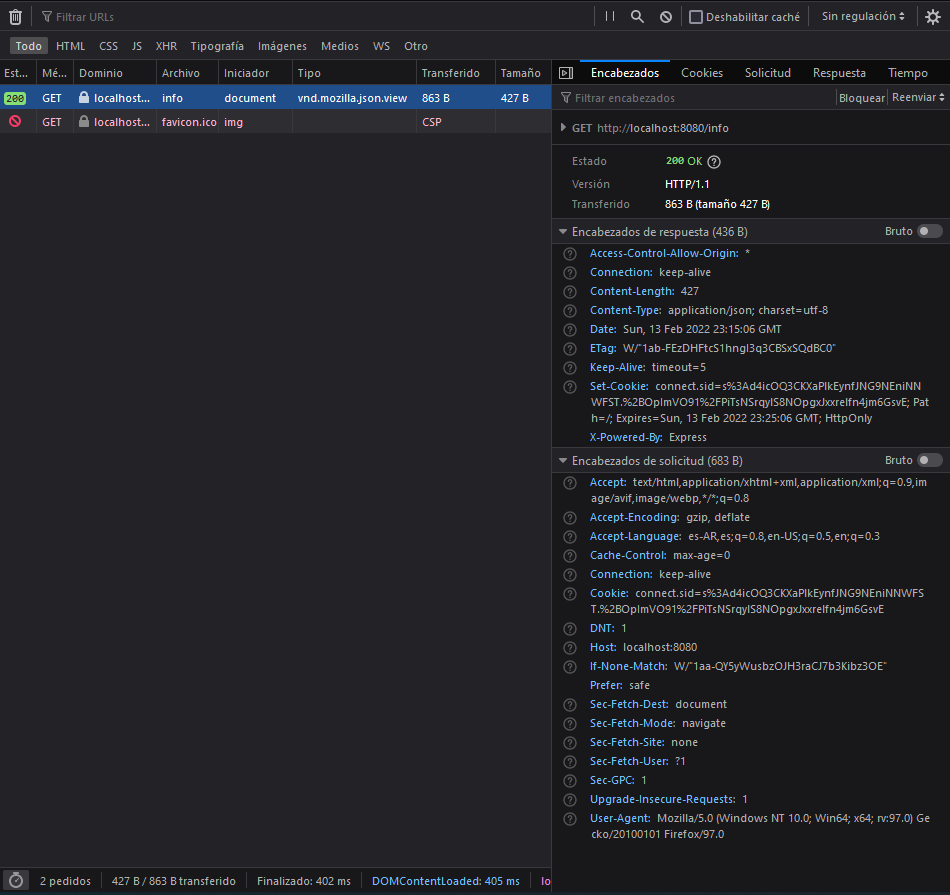 Filtrar URLs
Deshabilitar caché
Sin regulación
Todo HTML CSS JS XHR Tipografía Imágenes Medios WS Otro
Est... Mé... Dominio Archivo Iniciador Tipo Transferido Tamaño
200 GET localhost... info document vnd.mozilla.json.view 863 B 427 B
GET localhost... favicon.ico img CSP
2 pedidos 427 B / 863 B transferido Finalizado: 402 ms DOMContentLoaded: 405 ms lo
Encabezados Cookies Solicitud Respuesta Tiempo
Filtrar encabezados Bloquear Reenviar
GET http://localhost:8080/info
Estado 200 OK ?
Versión HTTP/1.1
Transferido 863 B (tamaño 427 B)
Encabezados de respuesta (436 B) Bruto
? Access-Control-Allow-Origin: *
? Connection: keep-alive
? Content-Length: 427
? Content-Type: application/json; charset=utf-8
? Date: Sun, 13 Feb 2022 23:15:06 GMT
? ETag: W/"1ab-FEzDHFtcS1hngI3q3CBSxSQdBC0"
? Keep-Alive: timeout=5
? Set-Cookie: connect.sid=s%3Ad4icOQ3CKXaPIkEynfJNG9NEniNN
WFST.%2BOplmVO91%2FPiTsNSrqyIS8NOpgxJxxreIfn4jm6GsvE; Pat
h=/; Expires=Sun, 13 Feb 2022 23:25:06 GMT; HttpOnly
X-Powered-By: Express
Encabezados de solicitud (683 B) Bruto
? Accept: text/html,application/xhtml+xml,application/xml;q=0.9,im
age/avif,image/webp,*/*;q=0.8
? Accept-Encoding: gzip, deflate
? Accept-Language: es-AR,es;q=0.8,en-US;q=0.5,en;q=0.3
? Cache-Control: max-age=0
? Connection: keep-alive
? Cookie: connect.sid=s%3Ad4icOQ3CKXaPIkEynfJNG9NEniNNWFS
T.%2BOplmVO91%2FPiTsNSrqyIS8NOpgxJxxreIfn4jm6GsvE
? DNT: 1
? Host: localhost:8080
? If-None-Match: W/"1aa-QY5yWusbzOJH3raCJ7b3Kibz3OE"
Prefer: safe
? Sec-Fetch-Dest: document
? Sec-Fetch-Mode: navigate
? Sec-Fetch-Site: none
? Sec-Fetch-User: ?1
? Sec-GPC: 1
? Upgrade-Insecure-Requests: 1
? User-Agent: Mozilla/5.0 (Windows NT 10.0; Win64; x64; rv:97.0) Ge
cko/20100101 Firefox/97.0